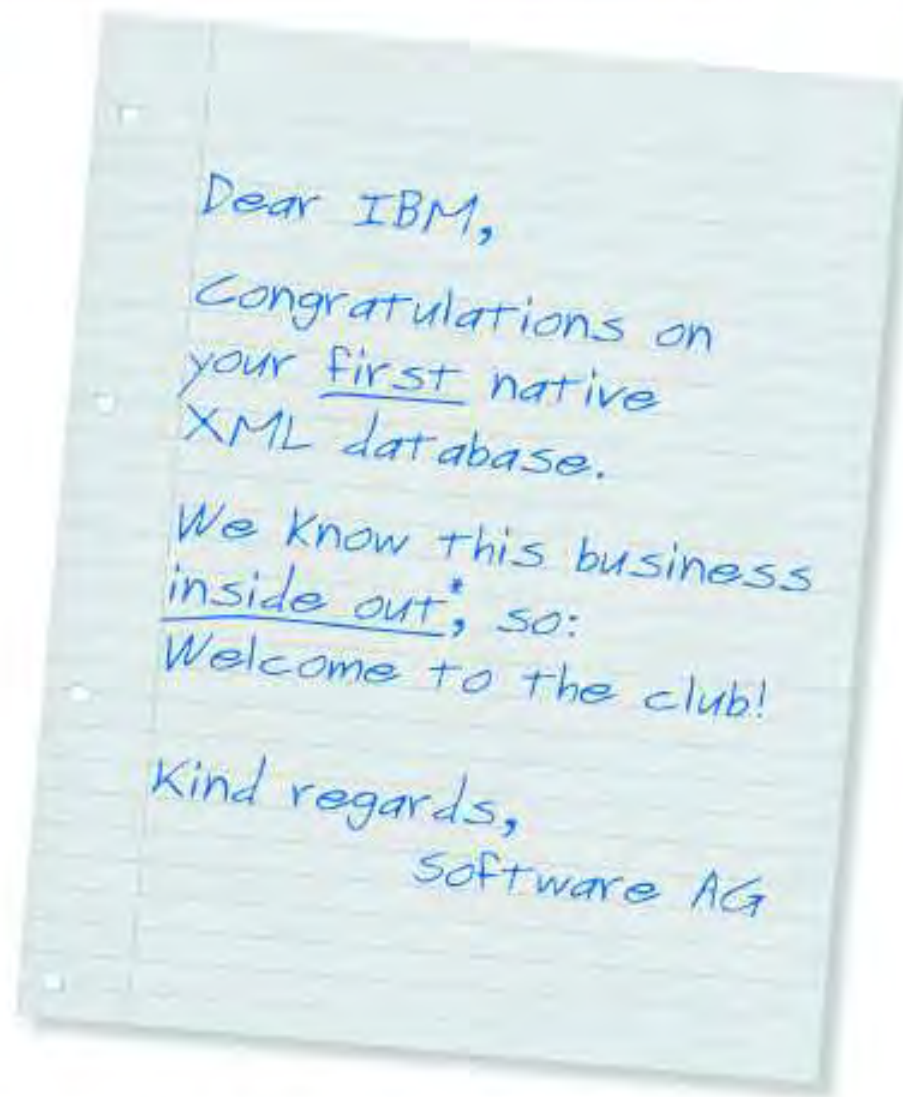 Dear IBM,
Congratulations on
your first native
XML database.
We know this business
inside out*, so:
Welcome to the club!
Kind regards,
Software AG